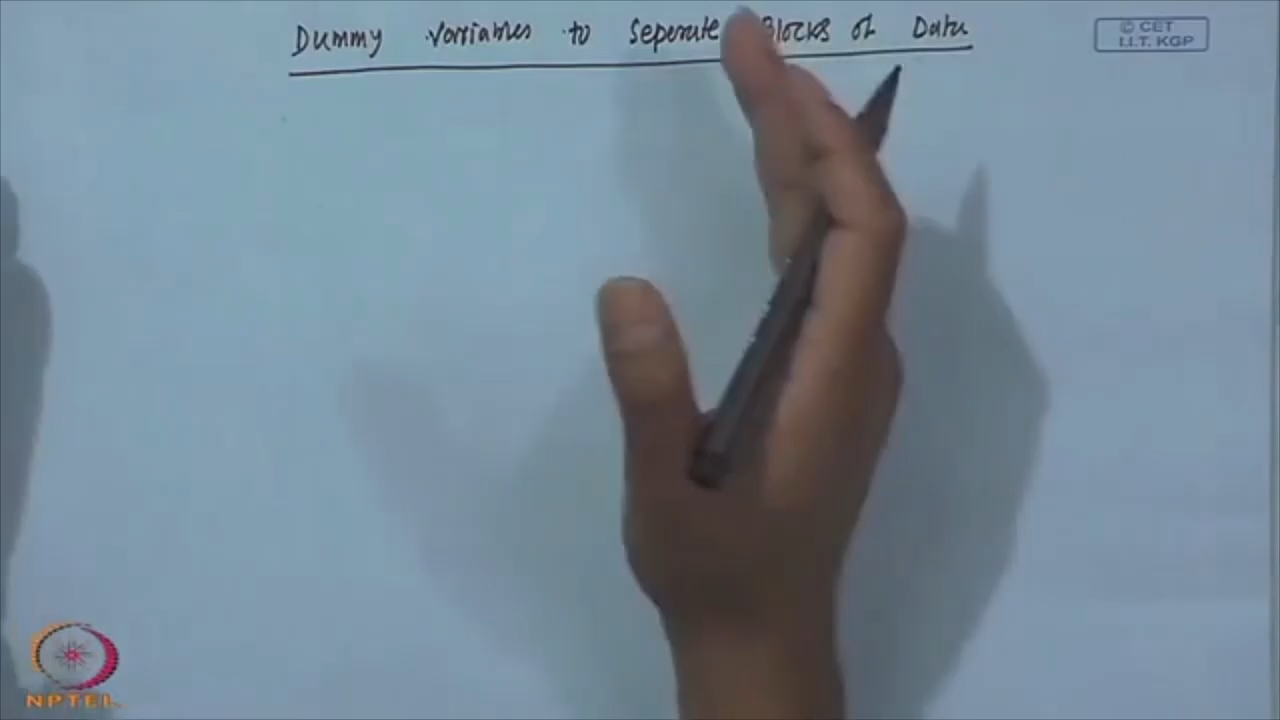 Dummy variables to Seperate Blocks of Data
© CET
I.I.T. KGP
NPTEL